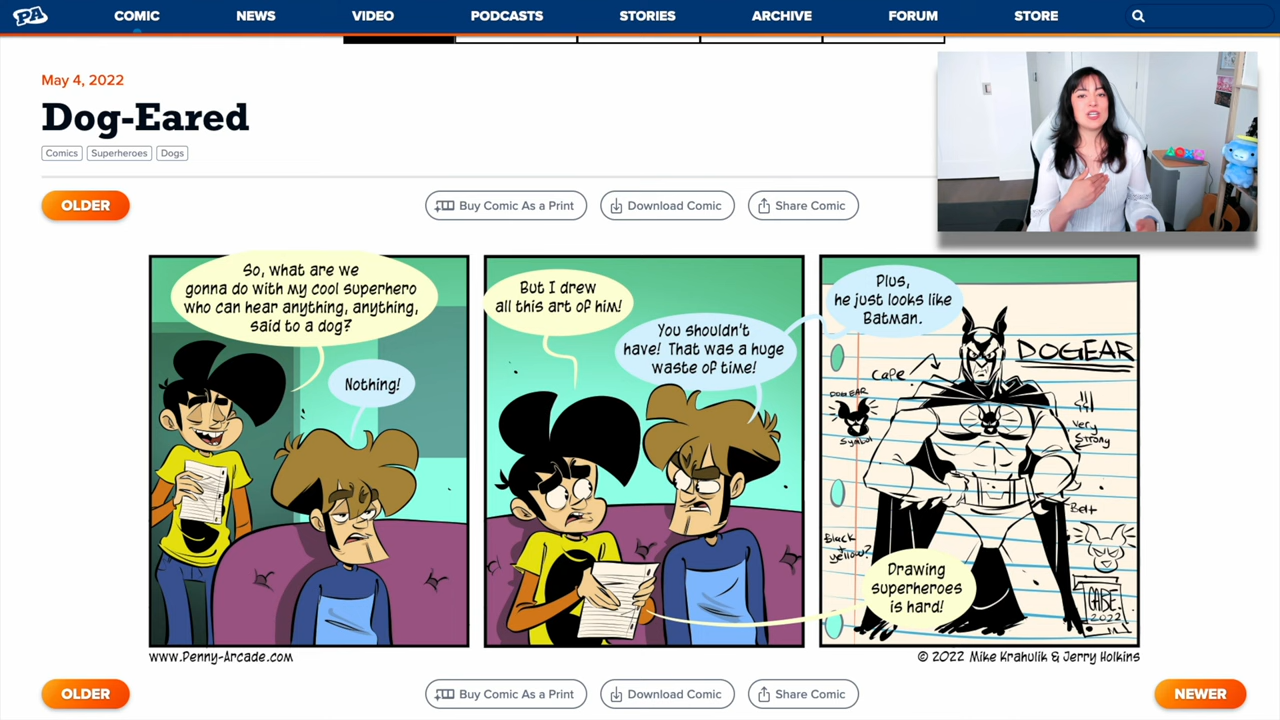 PA
COMIC
NEWS
VIDEO
PODCASTS
STORIES
ARCHIVE
FORUM
STORE
May 4, 2022
Dog-Eared
Comics
Superheroes
Dogs
OLDER
Buy Comic As a Print
Download Comic
Share Comic
So, what are we
gonna do with my cool superhero
who can hear anything, anything,
said to a dog?
Nothing!
But I drew
all this art of him!
You shouldn't
have! That was a huge
waste of time!
Plus,
he just looks like
Batman.
DOGEAR
Cape
DOGEAR
Symbol
very
Strong
Belt
Black
+
yellow?
Drawing
superheroes
is hard!
GABE
2022
www.Penny-Arcade.com
© 2022 Mike Krahulik & Jerry Holkins
OLDER
Buy Comic As a Print
Download Comic
Share Comic
NEWER